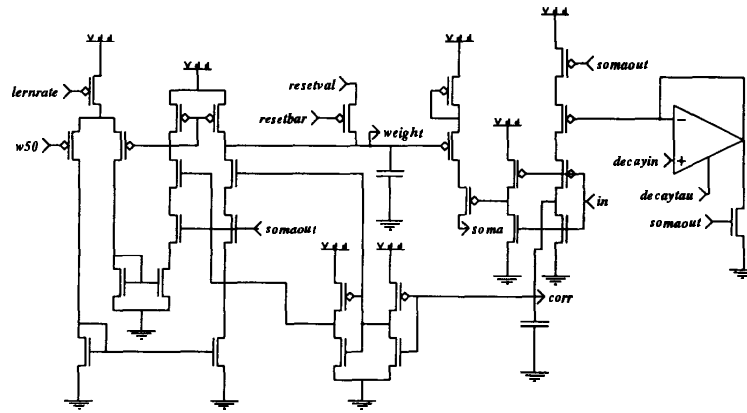 Vdd
Vdd
Vdd
Vdd
somaout
lernrate
resetval
resetbar
weight
Vdd
w50
decayin
decaytau
in
soma
somaout
somaout
Vdd
Vdd
corr